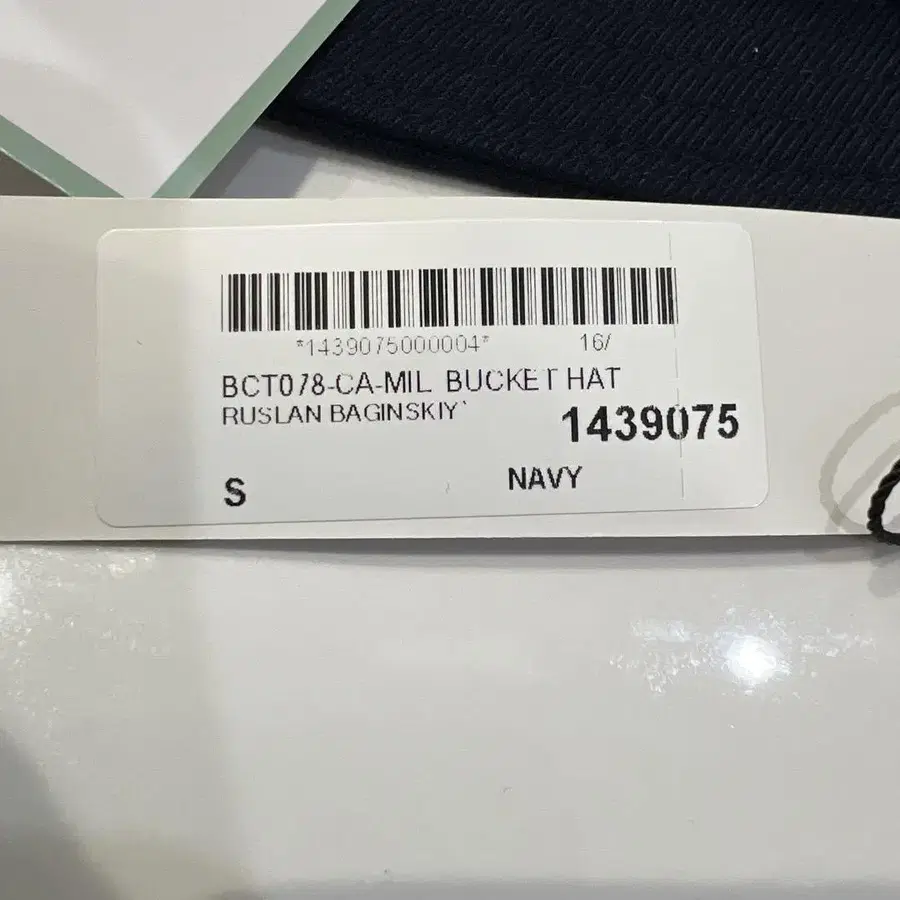 *1439075000004* 16/
BCT078-CA-MIL BUCKET HAT
RUSLAN BAGINSKIY`
1439075
S NAVY